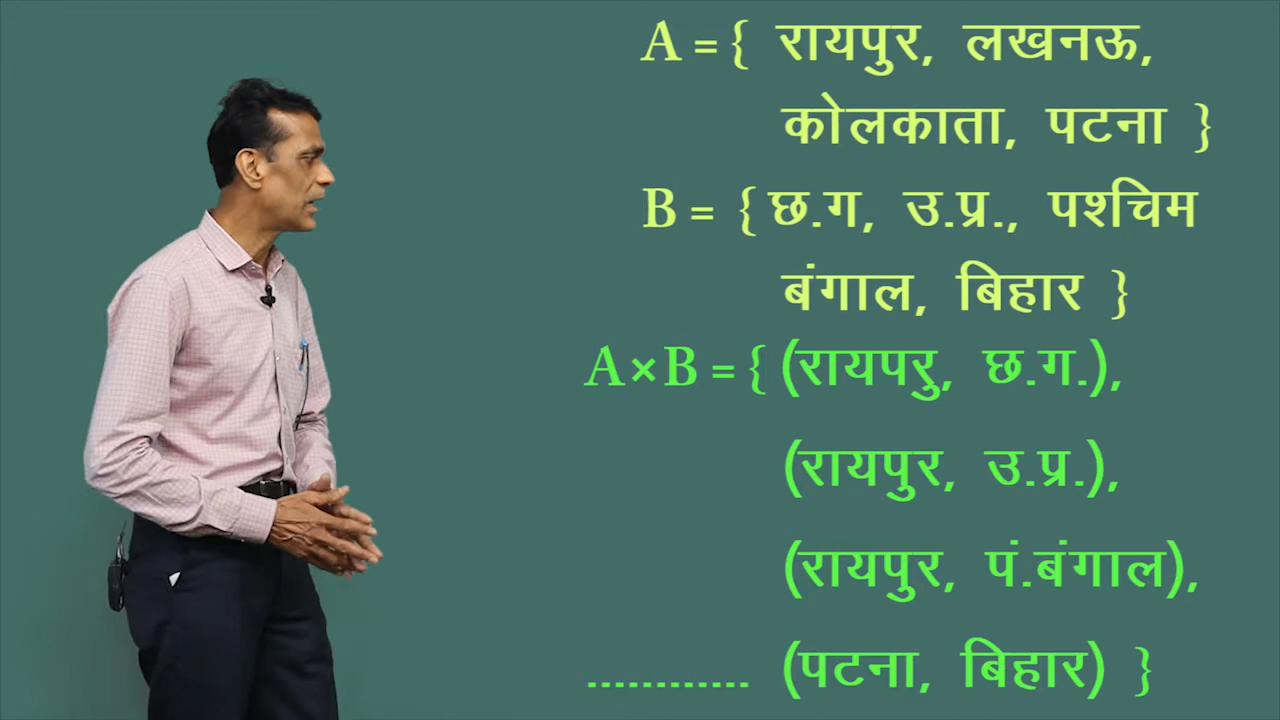 A = { रायपुर, लखनऊ,
कोलकाता, पटना }
B = { छ.ग, उ.प्र., पश्चिम
बंगाल, बिहार }
A×B = { (रायपरु, छ.ग.),
(रायपुर, उ.प्र.),
(रायपुर, पं.बंगाल),
............ (पटना, बिहार) }